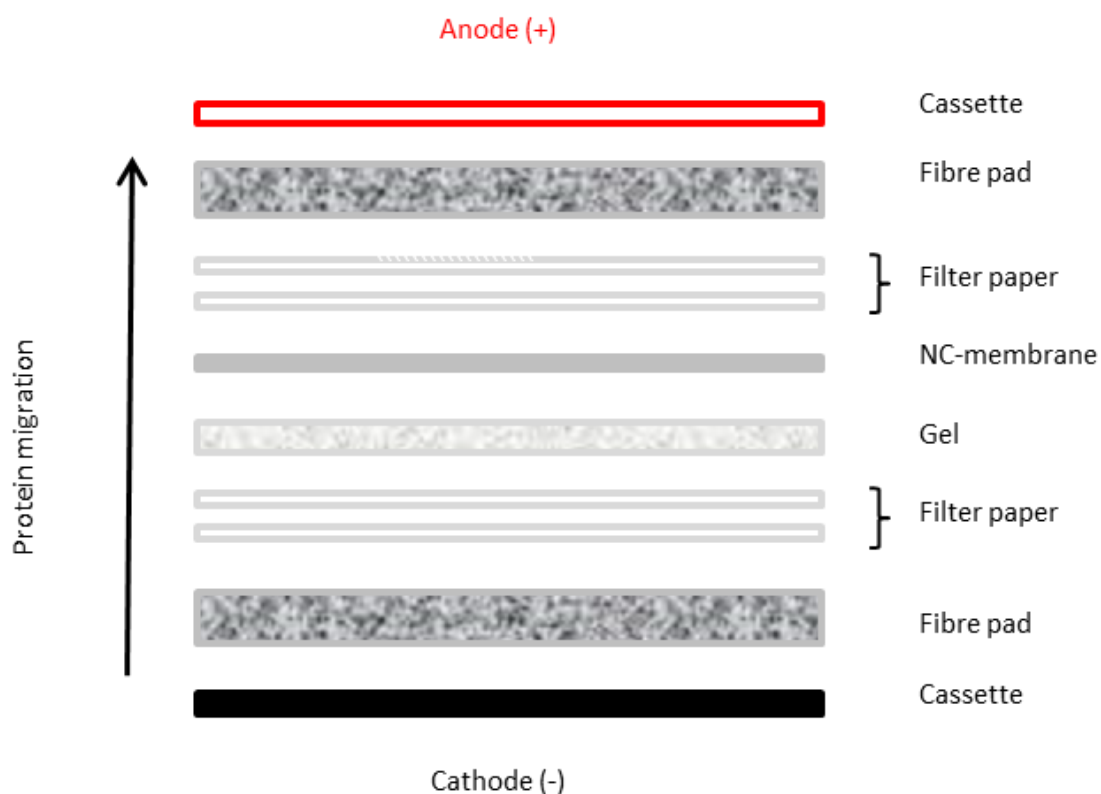 Anode (+)
Cassette
Fibre pad
Filter paper
NC-membrane
Protein migration
Gel
Filter paper
Fibre pad
Cassette
Cathode (-)